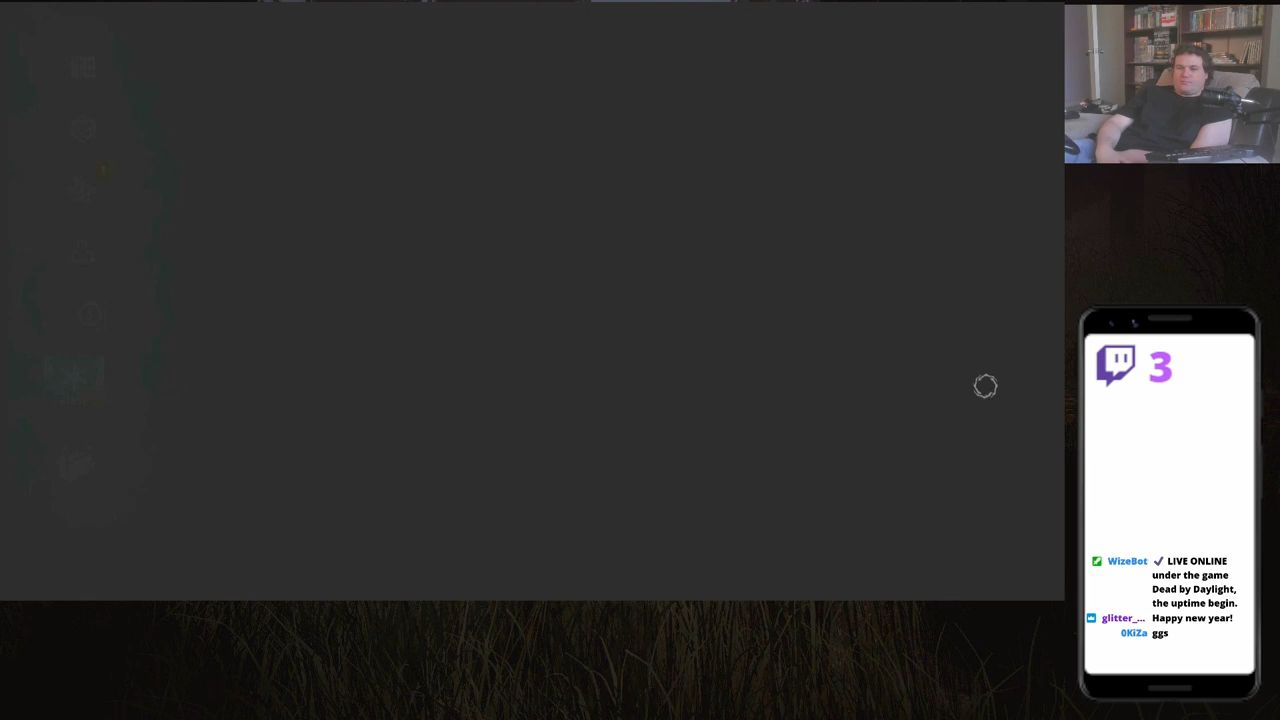 3
WizeBot ✓ LIVE ONLINE
under the game
Dead by Daylight,
the uptime begin.
glitter_... Happy new year!
0KiZa ggs